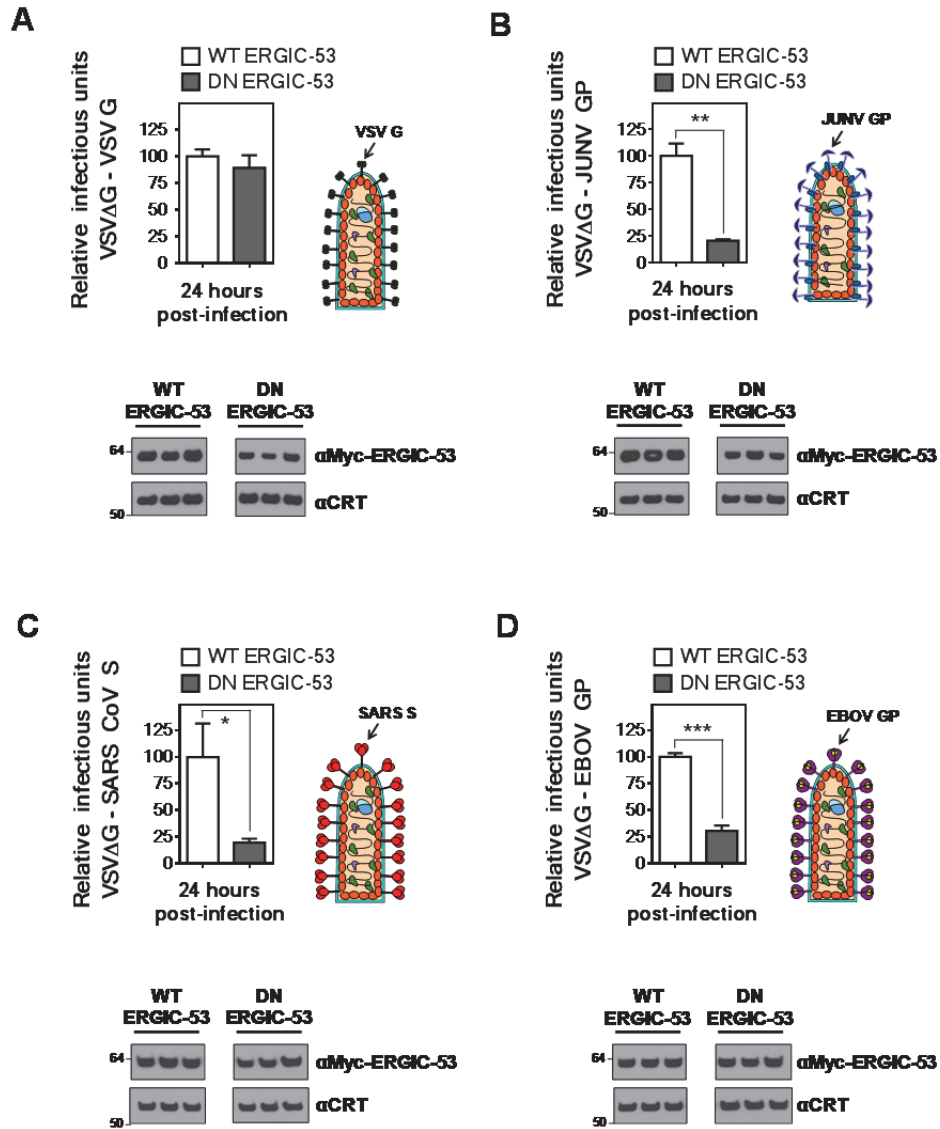 A
WT ERGIC-53
DN ERGIC-53
Relative infectious units
VSVΔG - VSV G
125
100
75
50
25
0
24 hours
post-infection
VSV G
WT
ERGIC-53
DN
ERGIC-53
64
αMyc-ERGIC-53
αCRT
50
B
WT ERGIC-53
DN ERGIC-53
Relative infectious units
VSVΔG - JUNV GP
125
100
75
50
25
0
**
24 hours
post-infection
JUNV GP
WT
ERGIC-53
DN
ERGIC-53
64
αMyc-ERGIC-53
αCRT
50
C
WT ERGIC-53
DN ERGIC-53
Relative infectious units
VSVΔG - SARS CoV S
125
100
75
50
25
0
*
24 hours
post-infection
SARS S
WT
ERGIC-53
DN
ERGIC-53
64
αMyc-ERGIC-53
αCRT
50
D
WT ERGIC-53
DN ERGIC-53
Relative infectious units
VSVΔG - EBOV GP
125
100
75
50
25
0
***
24 hours
post-infection
EBOV GP
WT
ERGIC-53
DN
ERGIC-53
64
αMyc-ERGIC-53
αCRT
50